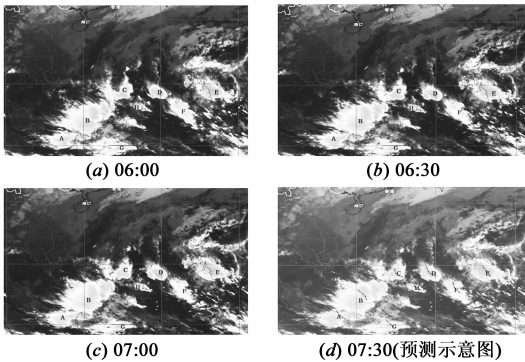 A B C D E F G H
(a) 06:00
A B C D E F G H
(b) 06:30
A B C D E F G H
(c) 07:00
A B C D E F G H
(d) 07:30(预测示意图)